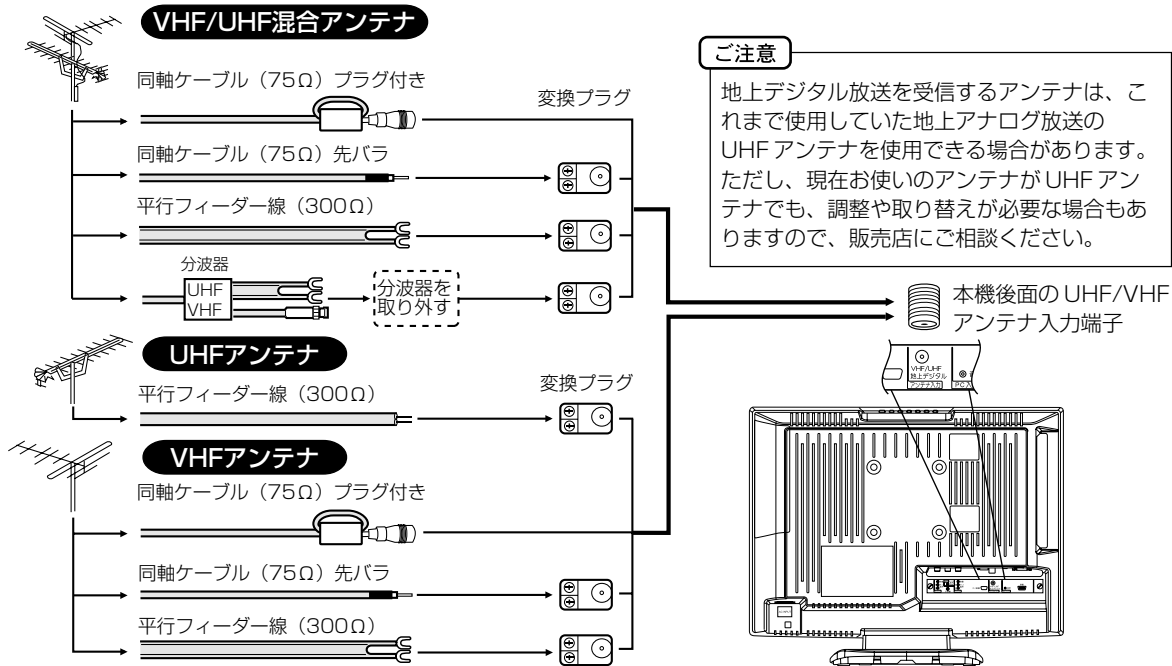 VHF/UHF混合アンテナ
同軸ケーブル（75Ω）プラグ付き
変換プラグ
同軸ケーブル（75Ω）先バラ
平行フィーダー線（300Ω）
分波器
UHF
VHF
分波器を
取り外す
UHFアンテナ
平行フィーダー線（300Ω）
変換プラグ
VHFアンテナ
同軸ケーブル（75Ω）プラグ付き
同軸ケーブル（75Ω）先バラ
平行フィーダー線（300Ω）
ご注意
地上デジタル放送を受信するアンテナは、こ
れまで使用していた地上アナログ放送の
UHFアンテナを使用できる場合があります。
ただし、現在お使いのアンテナがUHFアン
テナでも、調整や取り替えが必要な場合もあ
りますので、販売店にご相談ください。
本機後面のUHF/VHF
アンテナ入力端子
VHF/UHF
地上デジタル
アンテナ入力
PC入